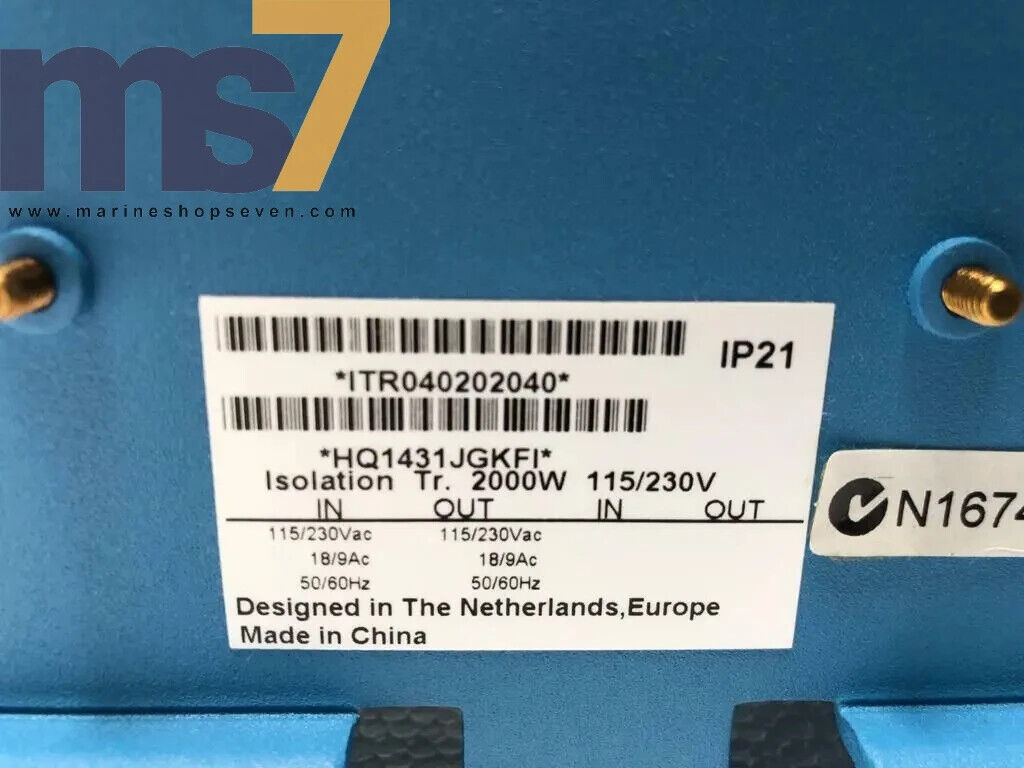 ms7
www.marineshopseven.com
IP21
*ITR040202040*
*HQ1431JGKFI*
Isolation Tr. 2000W 115/230V
IN OUT IN OUT
115/230Vac 115/230Vac
18/9Ac 18/9Ac
50/60Hz 50/60Hz
Designed in The Netherlands,Europe
Made in China
N1674